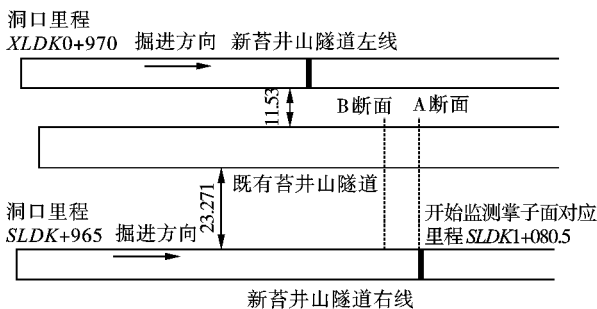 洞口里程
XLDK0+970 掘进方向 新苔井山隧道左线
11.53
B断面 A断面
既有苔井山隧道
23.271
洞口里程
SLDK+965 掘进方向
开始监测掌子面对应
里程SLDK1+080.5
新苔井山隧道右线